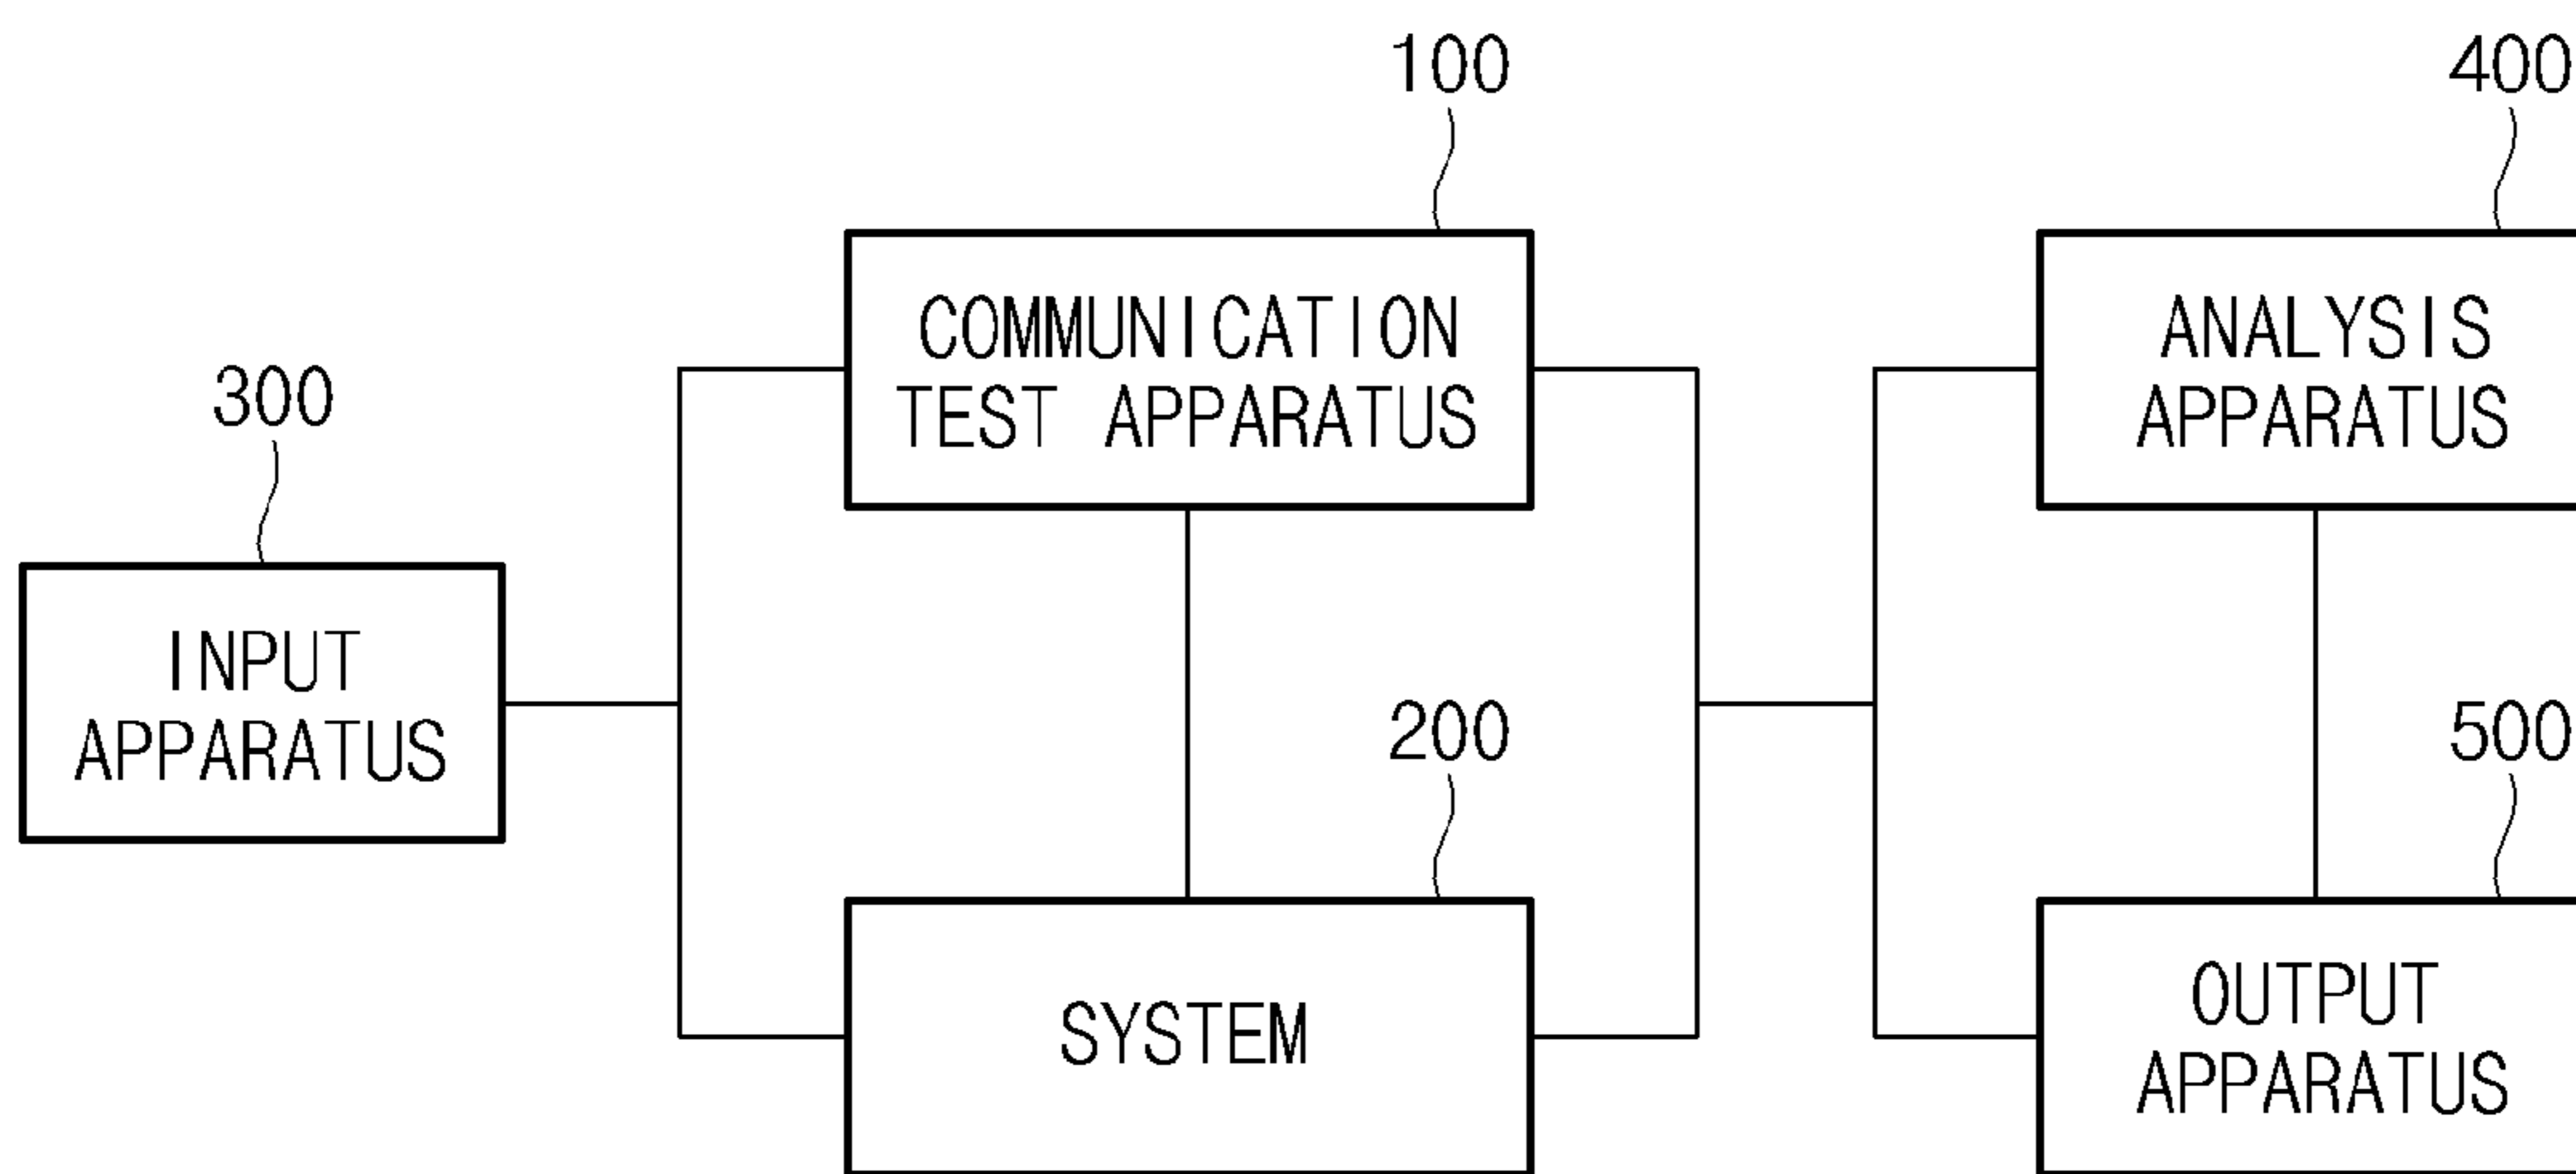 100
400
COMMUNICATION
TEST APPARATUS
ANALYSIS
APPARATUS
300
INPUT
APPARATUS
200
500
SYSTEM
OUTPUT
APPARATUS